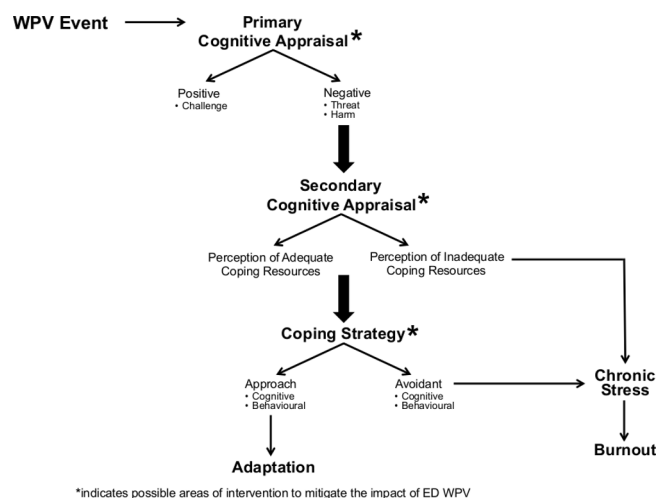 WPV Event
Primary
Cognitive Appraisal*
Positive
• Challenge
Negative
• Threat
• Harm
Secondary
Cognitive Appraisal*
Perception of Adequate
Coping Resources
Perception of Inadequate
Coping Resources
Coping Strategy*
Approach
• Cognitive
• Behavioural
Avoidant
• Cognitive
• Behavioural
Chronic
Stress
Burnout
Adaptation
*indicates possible areas of intervention to mitigate the impact of ED WPV